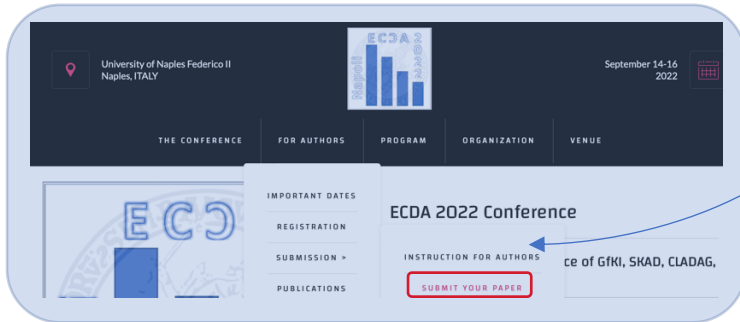 University of Naples Federico II
Naples, ITALY
ECDA
Napoli
September 14-16
2022
THE CONFERENCE
FOR AUTHORS
PROGRAM
ORGANIZATION
VENUE
IMPORTANT DATES
REGISTRATION
SUBMISSION >
PUBLICATIONS
ECDA 2022 Conference
INSTRUCTION FOR AUTHORS
ce of GfKl, SKAD, CLADAG,
SUBMIT YOUR PAPER